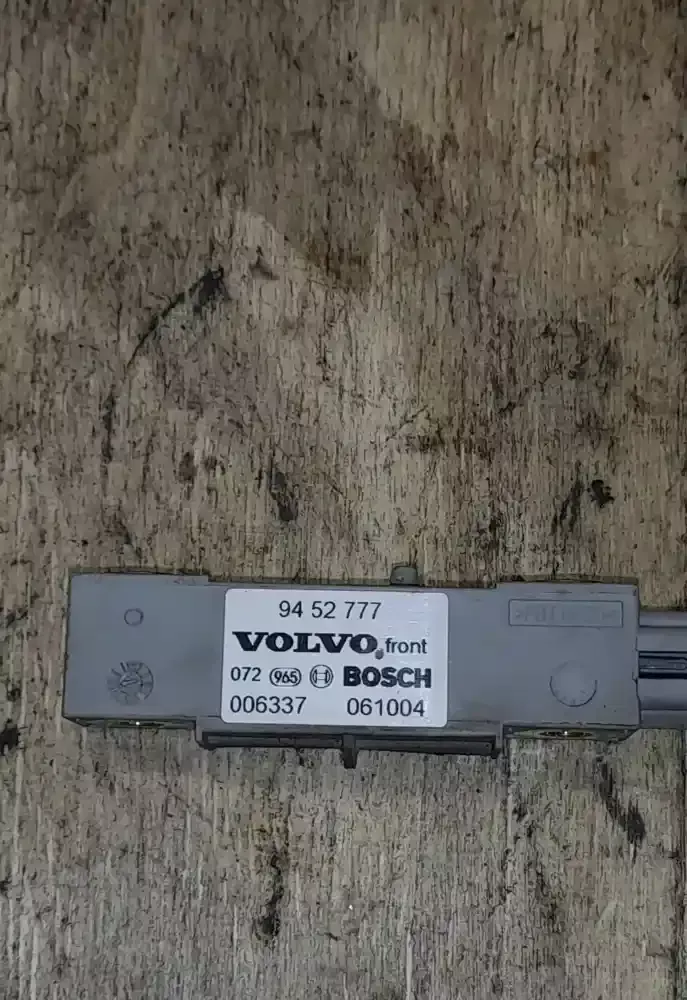 94 52 777
VOLVO front
072 965 BOSCH
006337 061004